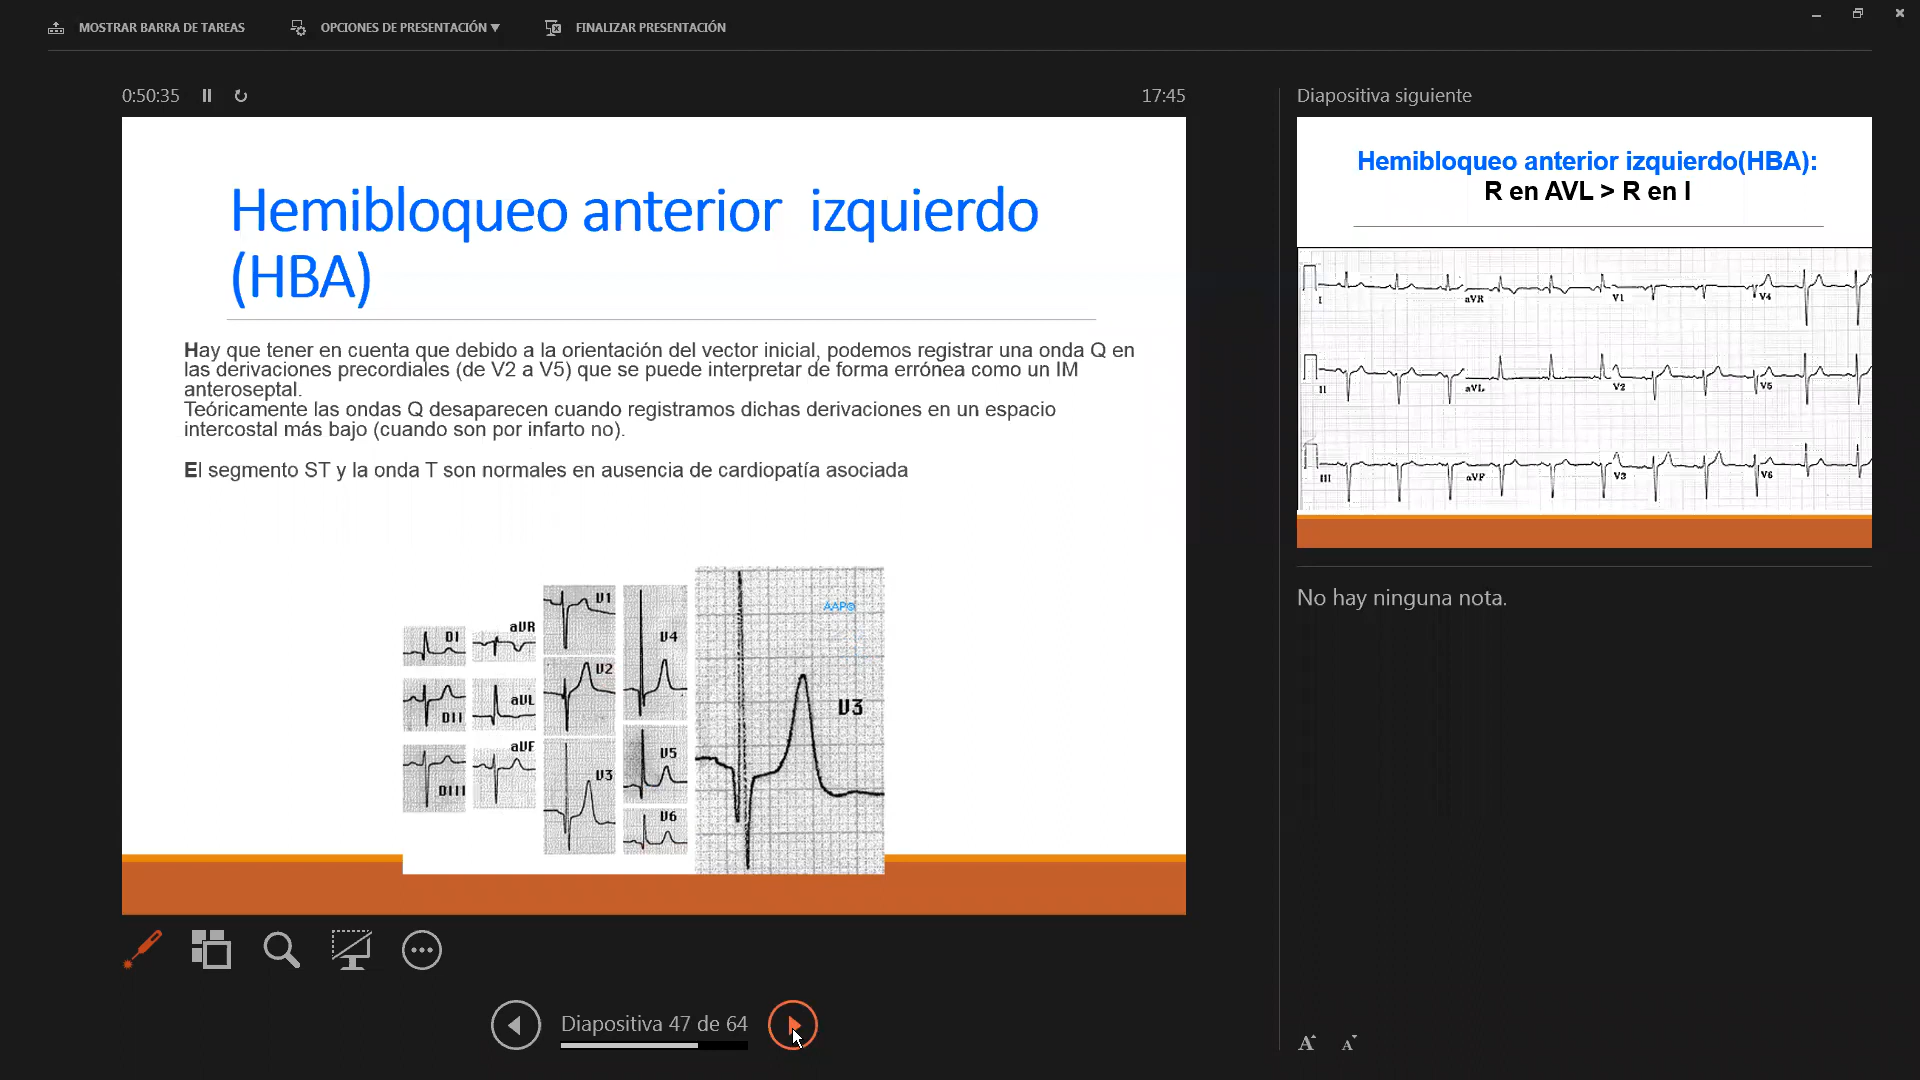 MOSTRAR BARRA DE TAREAS
OPCIONES DE PRESENTACIÓN ▼
FINALIZAR PRESENTACIÓN
0:50:35
17:45
Hemibloqueo anterior izquierdo
(HBA)
Hay que tener en cuenta que debido a la orientación del vector inicial, podemos registrar una onda Q en
las derivaciones precordiales (de V2 a V5) que se puede interpretar de forma errónea como un IM
anteroseptal.
Teóricamente las ondas Q desaparecen cuando registramos dichas derivaciones en un espacio
intercostal más bajo (cuando son por infarto no).
El segmento ST y la onda T son normales en ausencia de cardiopatía asociada
DI
aVR
V1
V4
AAP©
DII
aVL
V2
V5
V3
DIII
aVF
V3
V6
Diapositiva 47 de 64
Diapositiva siguiente
Hemibloqueo anterior izquierdo(HBA):
R en AVL > R en I
I
aVR
V1
V4
II
aVL
V2
V5
III
aVF
V3
V6
No hay ninguna nota.
A A